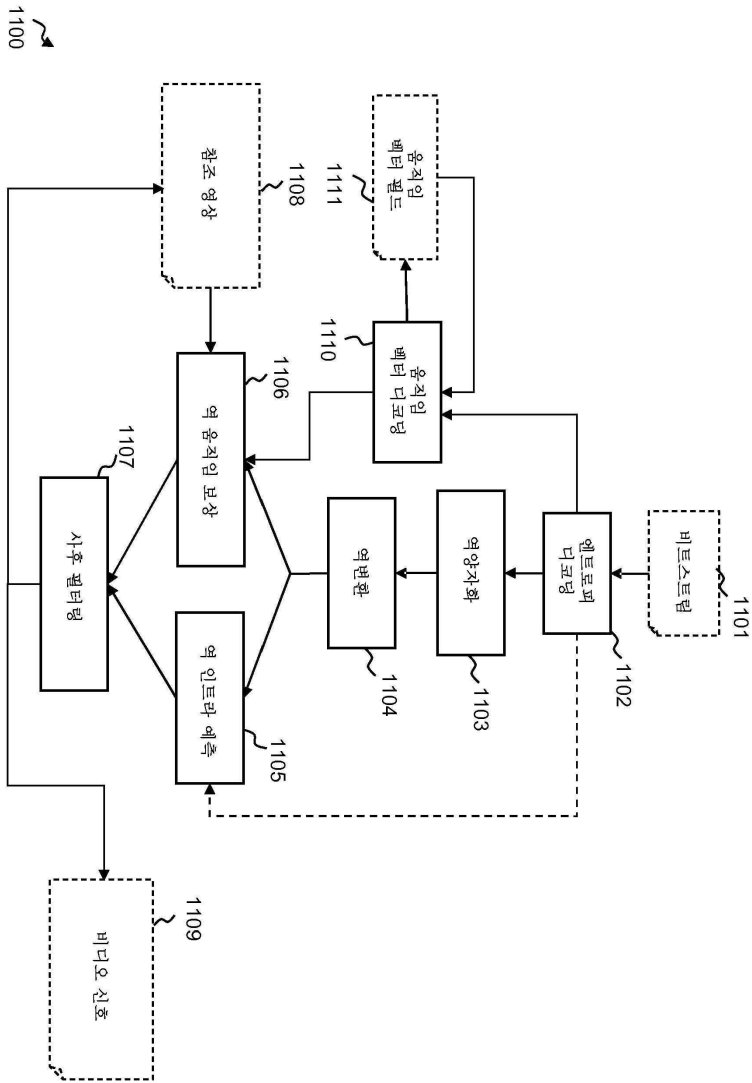 1100
비트스트림
1101
엔트로피
디코딩
1102
역양자화
1103
역변환
1104
역 인트라 예측
1105
역 움직임 보상
1106
사후 필터링
1107
참조 영상
1108
비디오 신호
1109
움직임
벡터 디코딩
1110
움직임
벡터 필드
1111